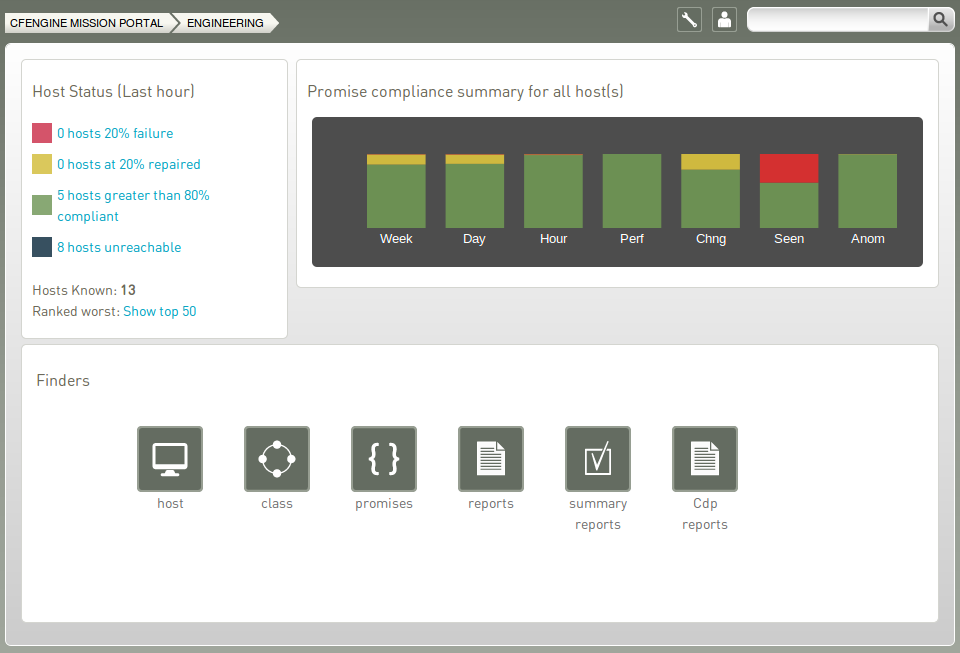 CFENGINE MISSION PORTAL
ENGINEERING
Host Status (Last hour)
0 hosts 20% failure
0 hosts at 20% repaired
5 hosts greater than 80%
compliant
8 hosts unreachable
Hosts Known: 13
Ranked worst: Show top 50
Promise compliance summary for all host(s)
Week
Day
Hour
Perf
Chng
Seen
Anom
Finders
host
class
promises
reports
summary
reports
Cdp
reports